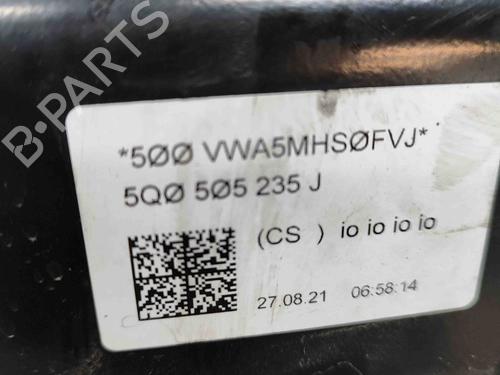 *5ØØ VWA5MHSØFVJ*
5QØ 5Ø5 235 J
(CS ) io io io io
27.08.21 06:58:14
B-PARTS